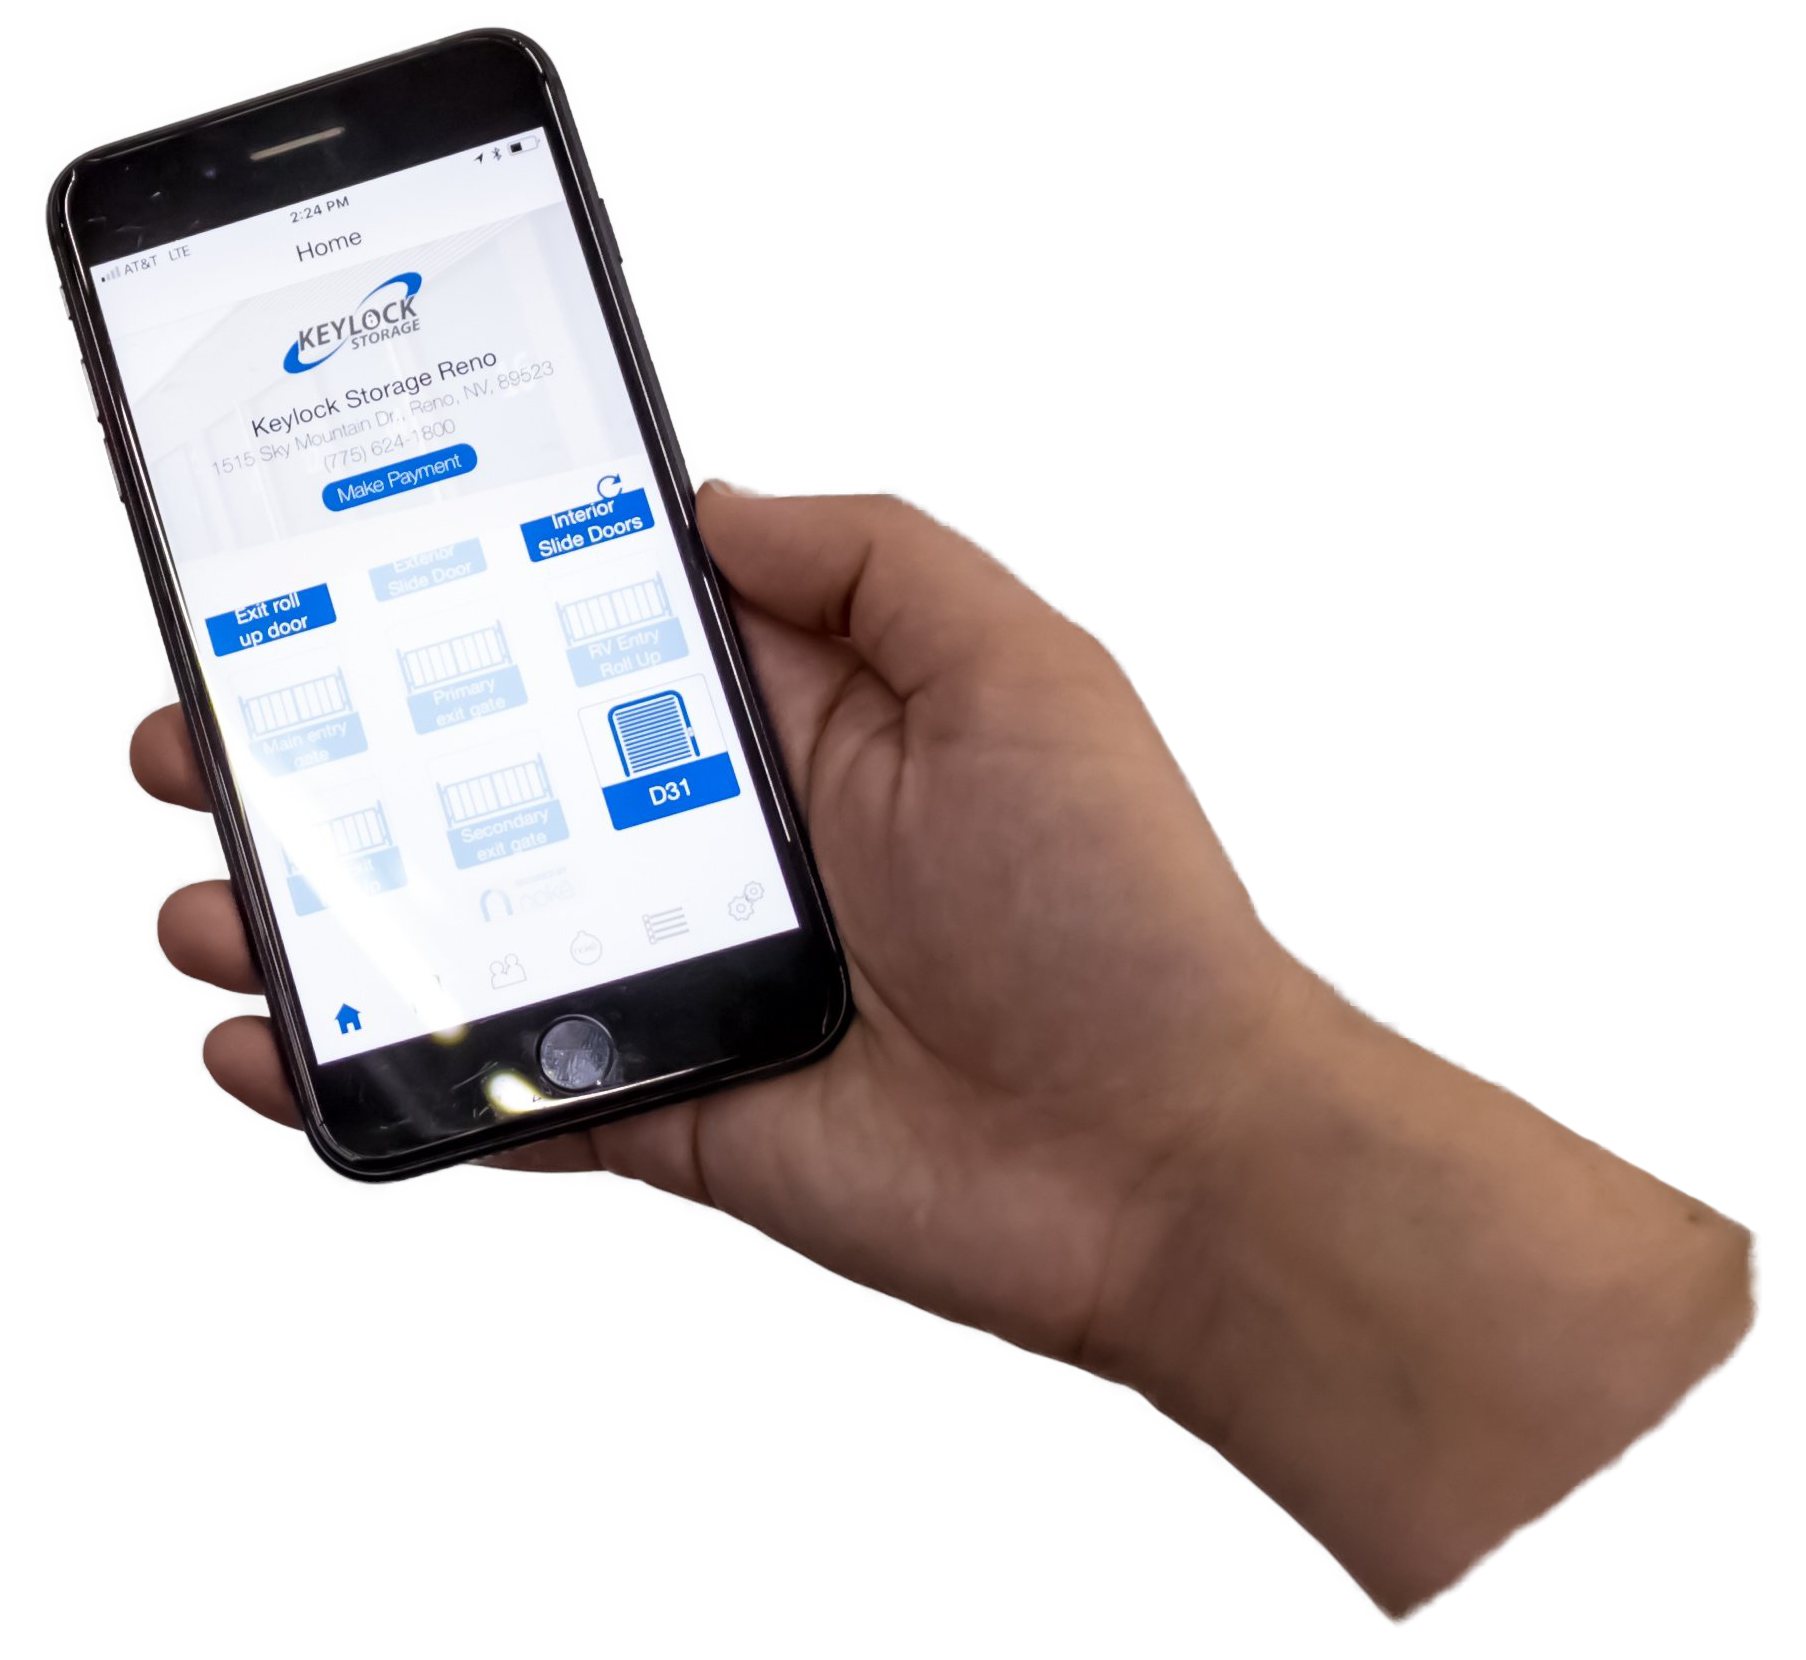 2:24 PM
AT&T LTE
Home
KEYLOCK
STORAGE
Keylock Storage Reno
1515 Sky Mountain Dr., Reno, NV, 89523
(775) 624-1800
Make Payment
Exit roll
up door
Exterior
Slide Door
Interior
Slide Doors
Main entry
gate
Primary
exit gate
RV Entry
Roll Up
Secondary
exit gate
D31
noke